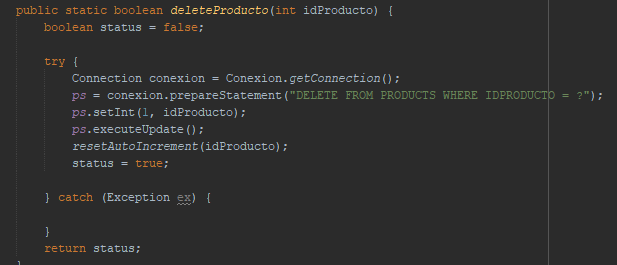 public static boolean deleteProducto(int idProducto) {
boolean status = false;
try {
Connection conexion = Conexion.getConnection();
ps = conexion.prepareStatement("DELETE FROM PRODUCTS WHERE IDPRODUCTO = ?");
ps.setInt(1, idProducto);
ps.executeUpdate();
resetAutoIncrement(idProducto);
status = true;
} catch (Exception ex) {
}
return status;
}